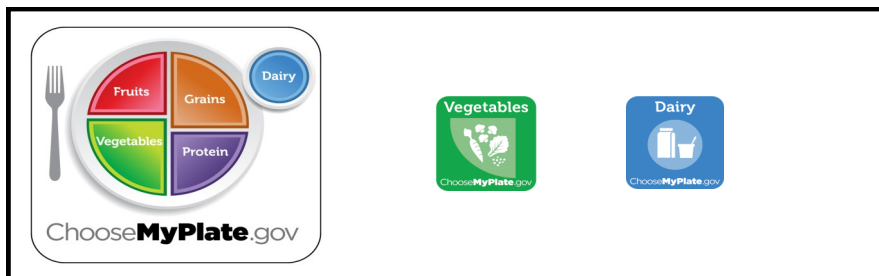 Fruits
Grains
Dairy
Vegetables
Protein
ChooseMyPlate.gov
Vegetables
ChooseMyPlate.gov
Dairy
ChooseMyPlate.gov